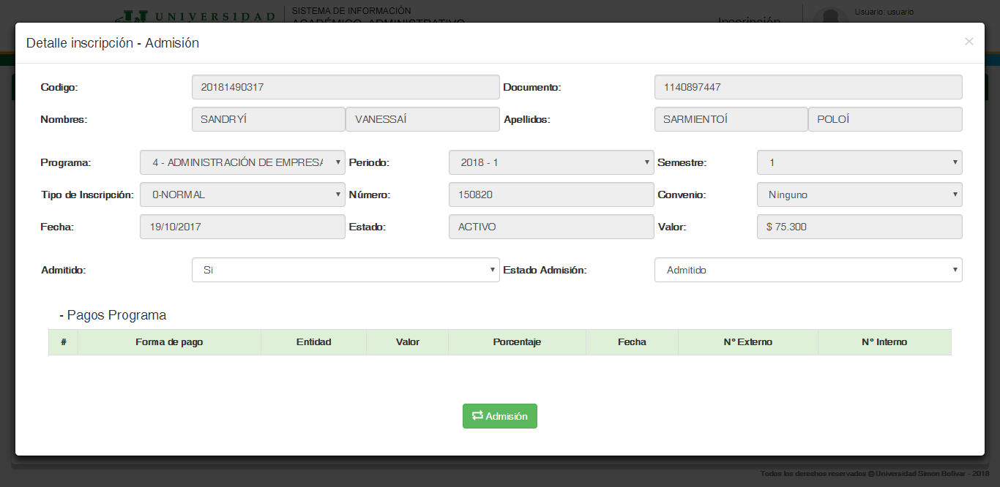 UNIVERSIDAD
SISTEMA DE INFORMACIÓN
ACADÉMICO ADMINISTRATIVO
Inscripción
Usuario: usuario
Detalle inscripción - Admisión ×
Codigo: 20181490317 Documento: 1140897447
Nombres: SANDRYÍ VANESSAÍ Apellidos: SARMIENTOÍ POLOÍ
Programa: 4 - ADMINISTRACIÓN DE EMPRESA Periodo: 2018 - 1 Semestre: 1
Tipo de Inscripción: 0-NORMAL Número: 150820 Convenio: Ninguno
Fecha: 19/10/2017 Estado: ACTIVO Valor: $ 75.300
Admitido: Si Estado Admisión: Admitido
- Pagos Programa
# Forma de pago Entidad Valor Porcentaje Fecha N° Externo N° Interno
Admisión
Todos los derechos reservados © Universidad Simon Bolivar - 2018